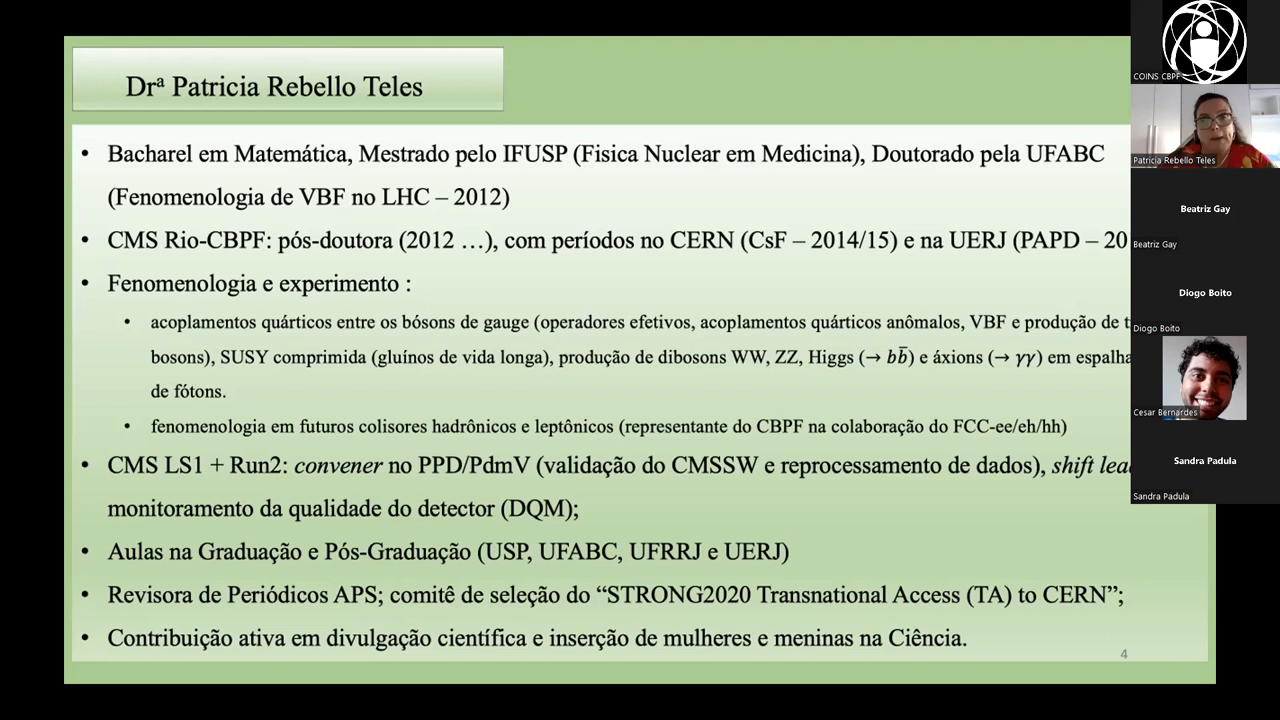 Drª Patricia Rebello Teles
• Bacharel em Matemática, Mestrado pelo IFUSP (Fisica Nuclear em Medicina), Doutorado pela UFABC
(Fenomenologia de VBF no LHC – 2012)
• CMS Rio-CBPF: pós-doutora (2012 …), com períodos no CERN (CsF – 2014/15) e na UERJ (PAPD – 20
• Fenomenologia e experimento :
• acoplamentos quárticos entre os bósons de gauge (operadores efetivos, acoplamentos quárticos anômalos, VBF e produção de t
bosons), SUSY comprimida (gluínos de vida longa), produção de dibosons WW, ZZ, Higgs (→ bb̄) e áxions (→ γγ) em espalha
de fótons.
• fenomenologia em futuros colisores hadrônicos e leptônicos (representante do CBPF na colaboração do FCC-ee/eh/hh)
• CMS LS1 + Run2: convener no PPD/PdmV (validação do CMSSW e reprocessamento de dados), shift lea
monitoramento da qualidade do detector (DQM);
• Aulas na Graduação e Pós-Graduação (USP, UFABC, UFRRJ e UERJ)
• Revisora de Periódicos APS; comitê de seleção do “STRONG2020 Transnational Access (TA) to CERN”;
• Contribuição ativa em divulgação científica e inserção de mulheres e meninas na Ciência.
4
COINS CBPF
Patricia Rebello Teles
Beatriz Gay
Beatriz Gay
Diogo Boito
Diogo Boito
Cesar Bernardes
Sandra Padula
Sandra Padula